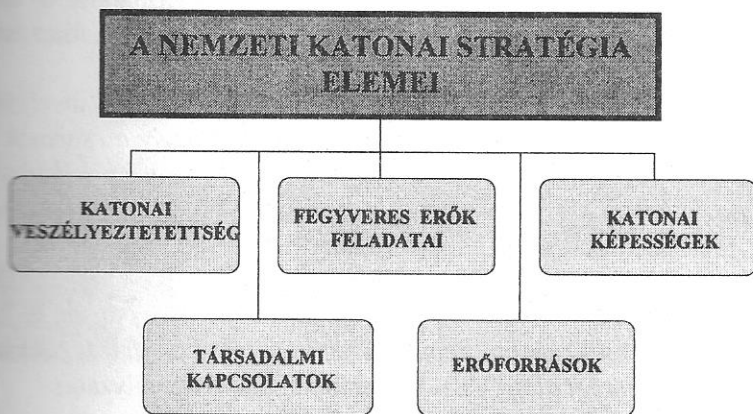 A NEMZETI KATONAI STRATÉGIA
ELEMEI
KATONAI
VESZÉLYEZTETETTSÉG
FEGYVERES ERŐK
FELADATAI
KATONAI
KÉPESSÉGEK
TÁRSADALMI
KAPCSOLATOK
ERŐFORRÁSOK